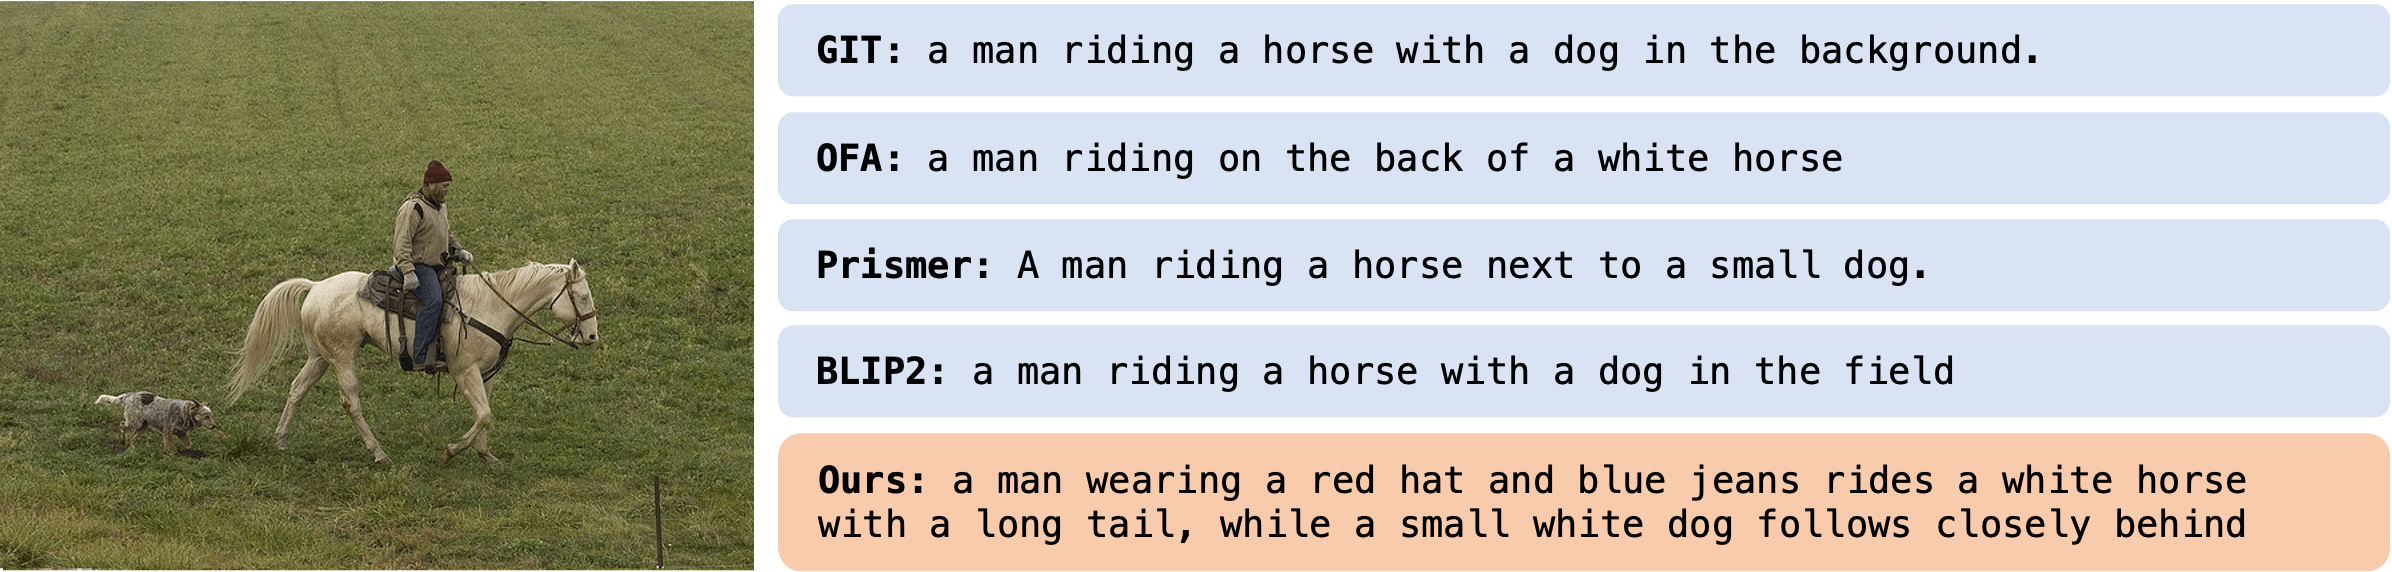 GIT: a man riding a horse with a dog in the background.
OFA: a man riding on the back of a white horse
Prismer: A man riding a horse next to a small dog.
BLIP2: a man riding a horse with a dog in the field
Ours: a man wearing a red hat and blue jeans rides a white horse
with a long tail, while a small white dog follows closely behind